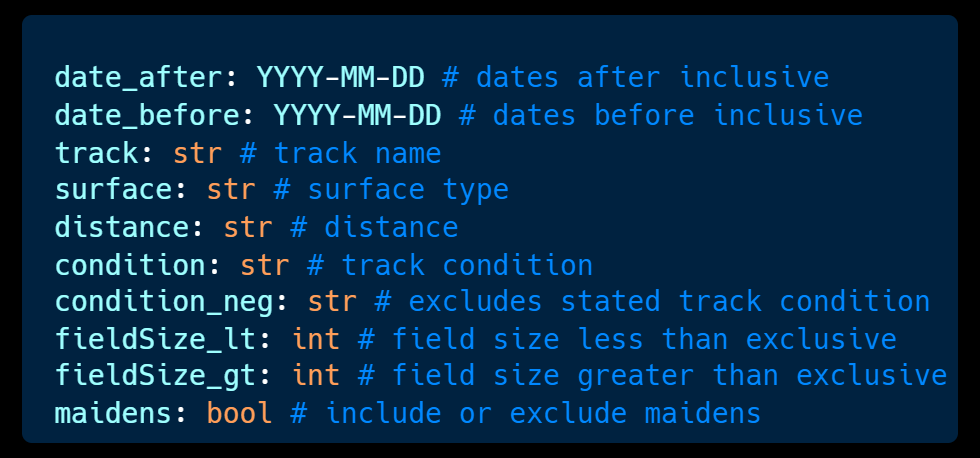 date_after: YYYY-MM-DD # dates after inclusive
date_before: YYYY-MM-DD # dates before inclusive
track: str # track name
surface: str # surface type
distance: str # distance
condition: str # track condition
condition_neg: str # excludes stated track condition
fieldSize_lt: int # field size less than exclusive
fieldSize_gt: int # field size greater than exclusive
maidens: bool # include or exclude maidens